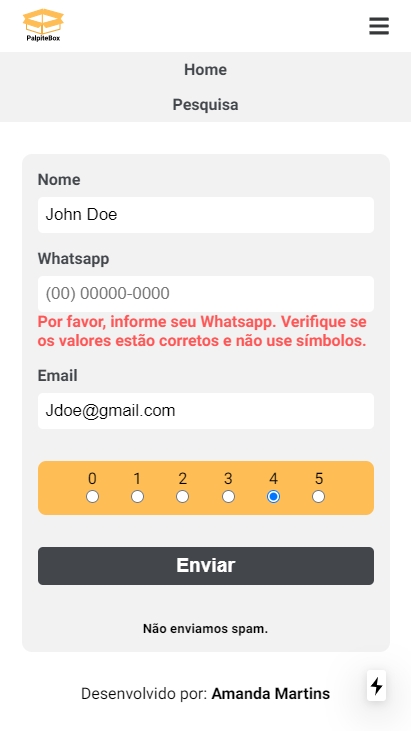 PalpiteBox
Home
Pesquisa
Nome
John Doe
Whatsapp
(00) 00000-0000
Por favor, informe seu Whatsapp. Verifique se
os valores estão corretos e não use símbolos.
Email
Jdoe@gmail.com
0 1 2 3 4 5
Enviar
Não enviamos spam.
Desenvolvido por: Amanda Martins